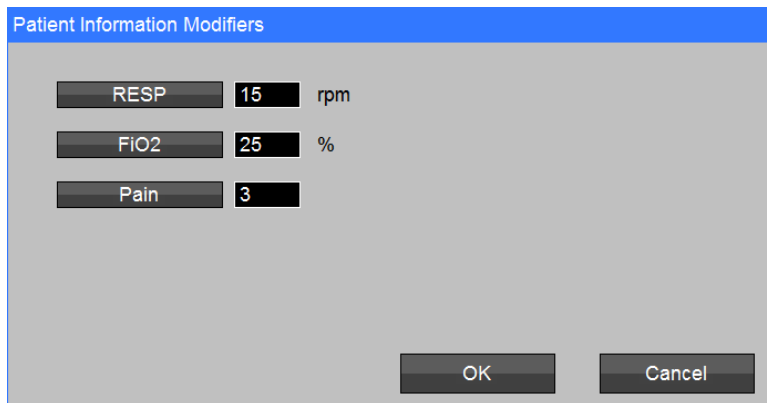 Patient Information Modifiers
RESP 15 rpm
FiO2 25 %
Pain 3
OK Cancel